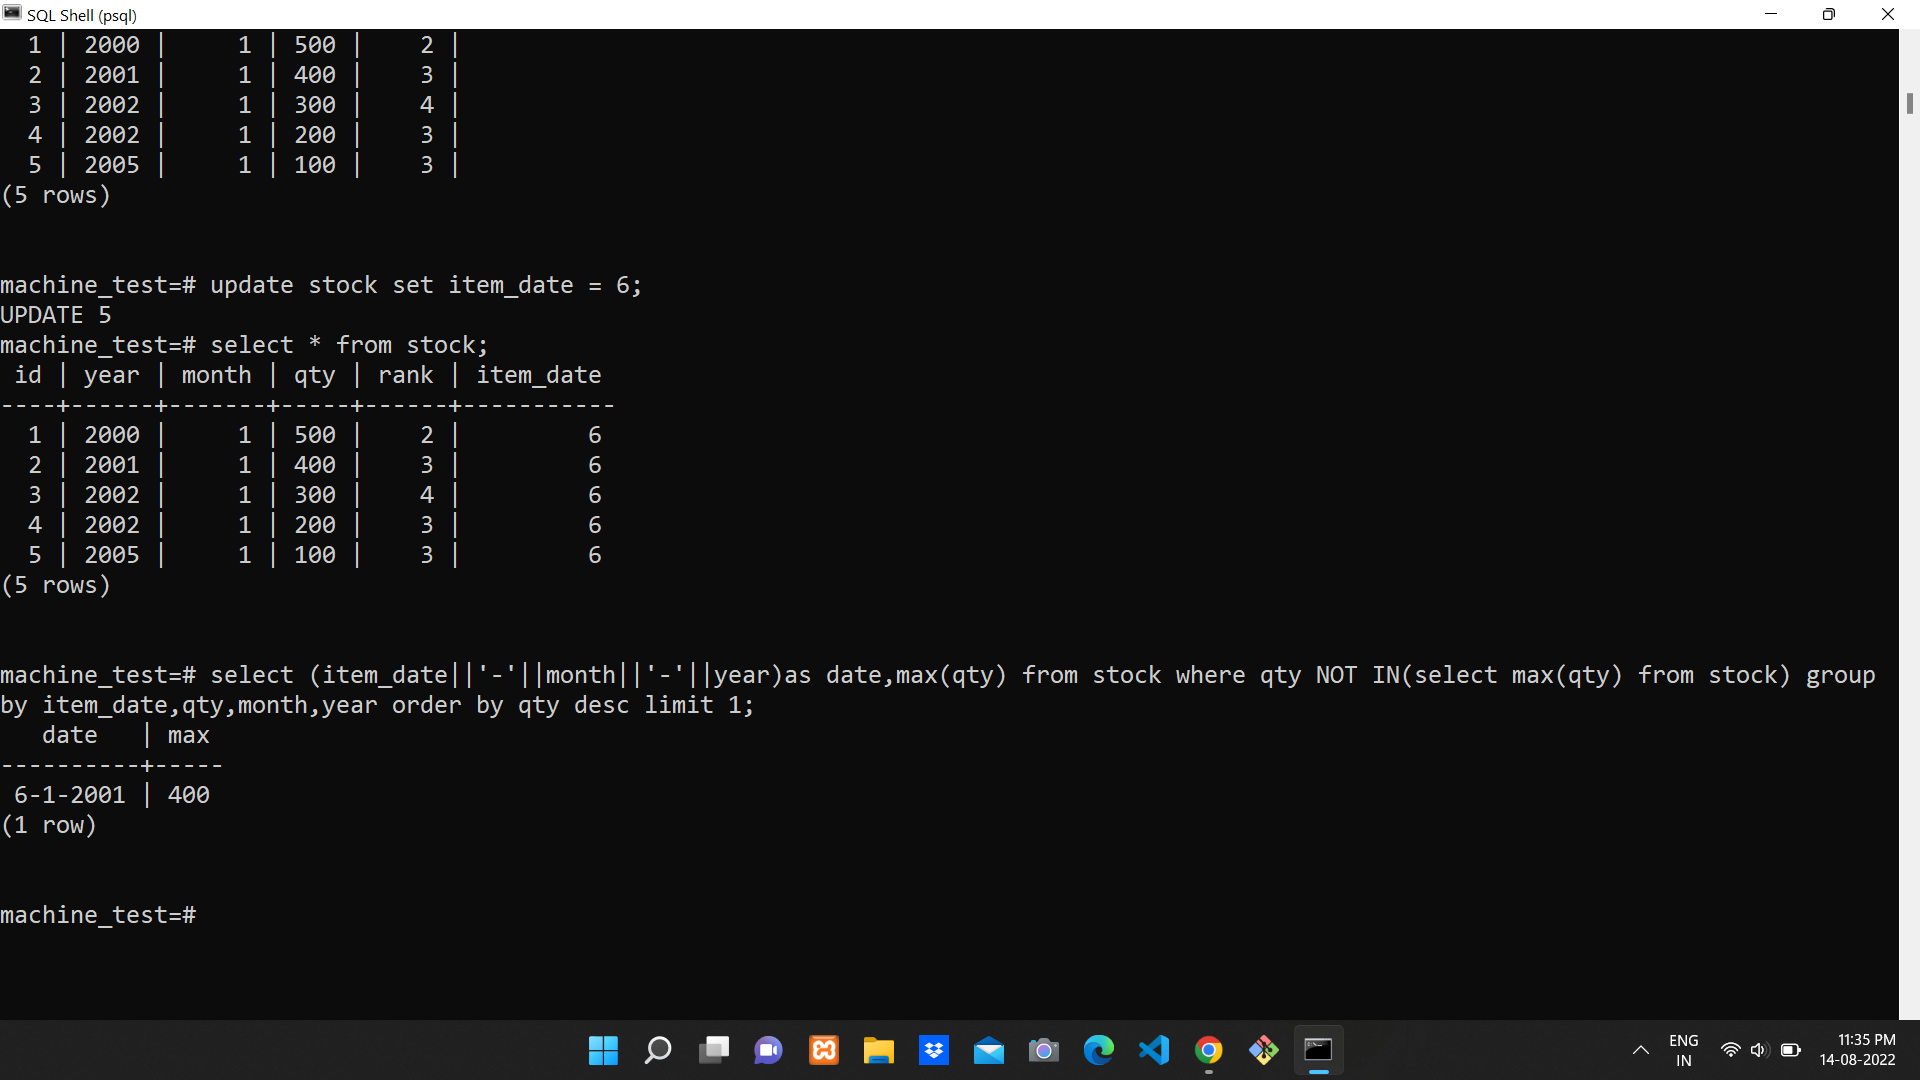 SQL Shell (psql)
  1 | 2000 |     1 | 500 |    2 |
  2 | 2001 |     1 | 400 |    3 |
  3 | 2002 |     1 | 300 |    4 |
  4 | 2002 |     1 | 200 |    3 |
  5 | 2005 |     1 | 100 |    3 |
(5 rows)
machine_test=# update stock set item_date = 6;
UPDATE 5
machine_test=# select * from stock;
 id | year | month | qty | rank | item_date
----+------+-------+-----+------+-----------
  1 | 2000 |     1 | 500 |    2 |         6
  2 | 2001 |     1 | 400 |    3 |         6
  3 | 2002 |     1 | 300 |    4 |         6
  4 | 2002 |     1 | 200 |    3 |         6
  5 | 2005 |     1 | 100 |    3 |         6
(5 rows)
machine_test=# select (item_date||'-'||month||'-'||year)as date,max(qty) from stock where qty NOT IN(select max(qty) from stock) group
by item_date,qty,month,year order by qty desc limit 1;
   date   | max
----------+-----
 6-1-2001 | 400
(1 row)
machine_test=#
ENG
IN
11:35 PM
14-08-2022